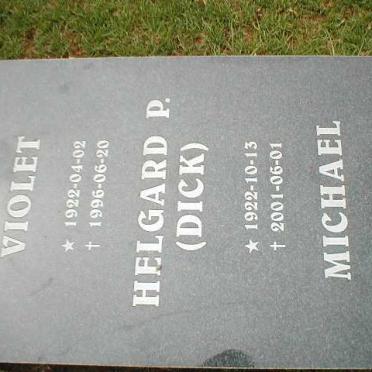 VIOLET
★ 1922-04-02
† 1996-06-20
HELGARD P.
(DICK)
★ 1922-10-13
† 2001-06-01
MICHAEL